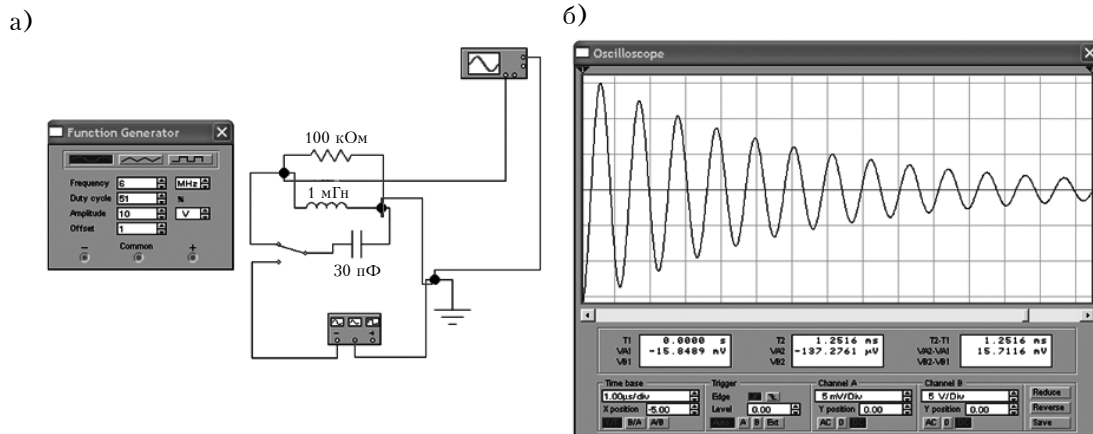 а)
б)
Function Generator
Frequency 6 MHz
Duty cycle 51 %
Amplitude 10 V
Offset 1
− Common +
100 кОм
1 мГн
30 пФ
− +
Oscilloscope
T1 0.0000 s
VA1 -15.8489 mV
VB1
T2 1.2516 ms
VA2 -137.2761 µV
VB2
T2-T1 1.2516 ms
VA2-VA1 15.7116 mV
VB2-VB1
Time base
1.00µs/div
X position -5.00
B/A A/B
Trigger
Edge
Level 0.00
A B Ext
Channel A
5 mV/Div
Y position 0.00
AC 0
Channel B
5 V/Div
Y position 0.00
AC 0
Reduce
Reverse
Save